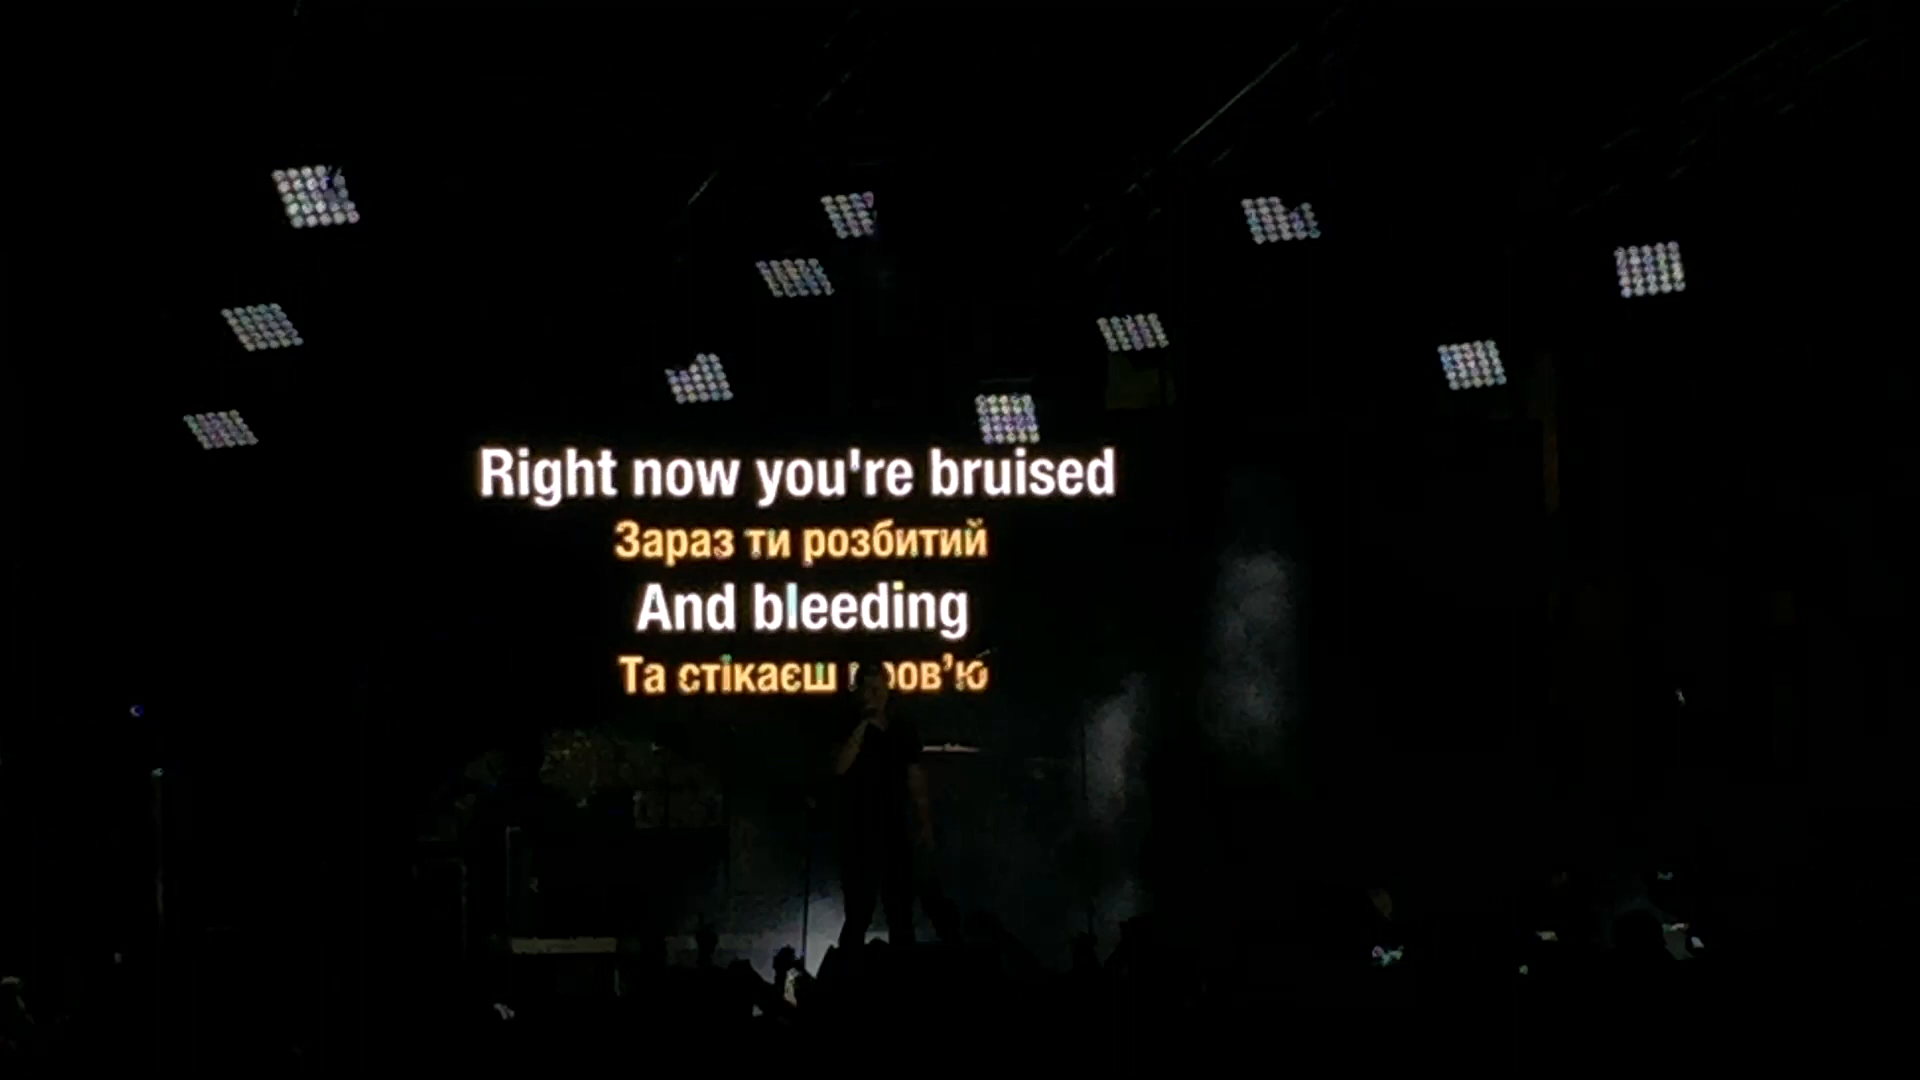 Right now you're bruised
Зараз ти розбитий
And bleeding
Та стікаєш